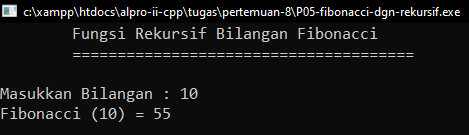 c:\xampp\htdocs\alpro-ii-cpp\tugas\pertemuan-8\P05-fibonacci-dgn-rekursif.exe
Fungsi Rekursif Bilangan Fibonacci
======================================
Masukkan Bilangan : 10
Fibonacci (10) = 55